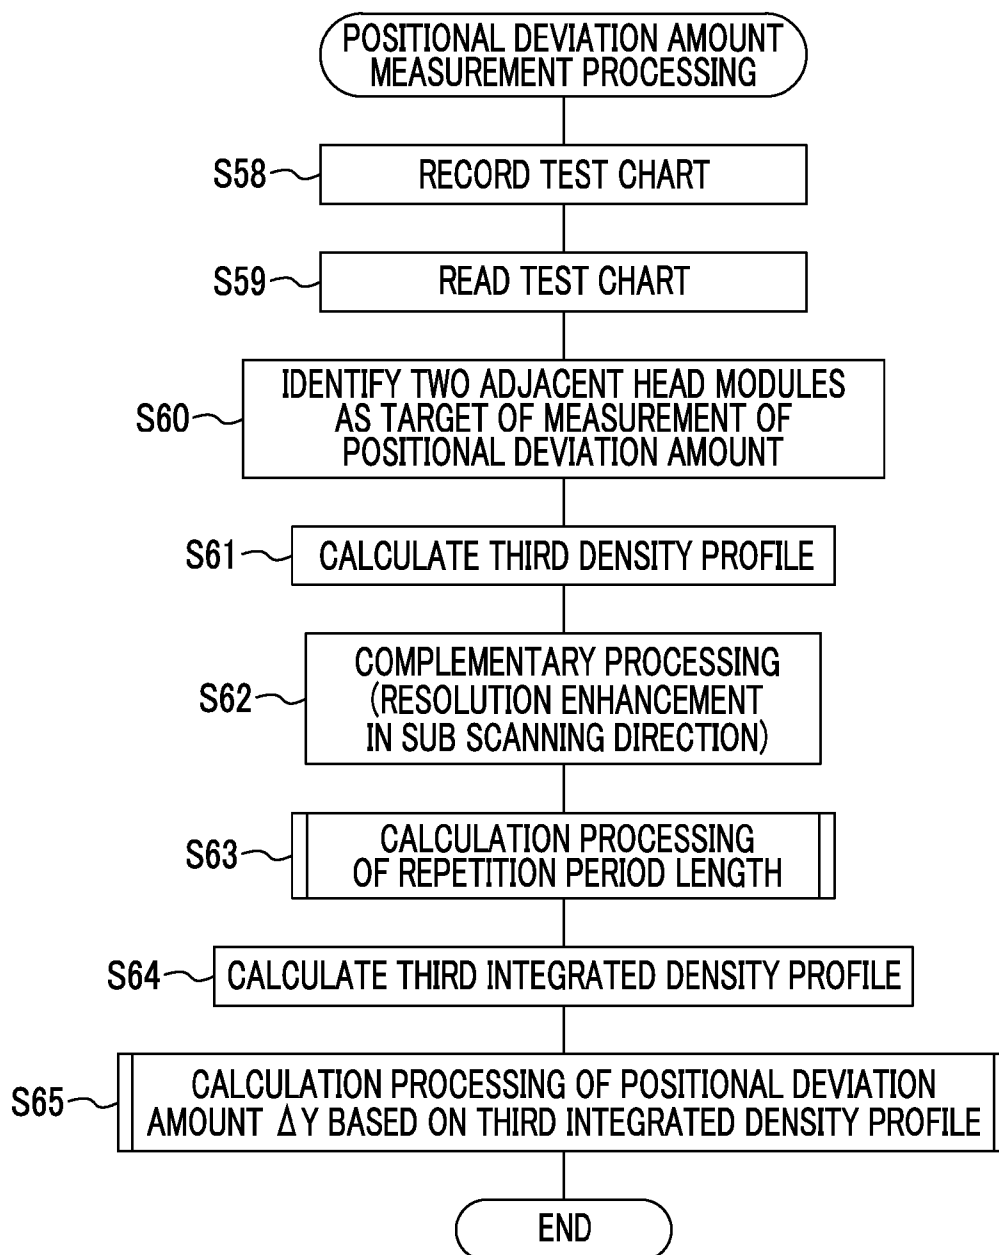 POSITIONAL DEVIATION AMOUNT
MEASUREMENT PROCESSING
S58
RECORD TEST CHART
S59
READ TEST CHART
S60
IDENTIFY TWO ADJACENT HEAD MODULES
AS TARGET OF MEASUREMENT OF
POSITIONAL DEVIATION AMOUNT
S61
CALCULATE THIRD DENSITY PROFILE
S62
COMPLEMENTARY PROCESSING
(RESOLUTION ENHANCEMENT
IN SUB SCANNING DIRECTION)
S63
CALCULATION PROCESSING
OF REPETITION PERIOD LENGTH
S64
CALCULATE THIRD INTEGRATED DENSITY PROFILE
S65
CALCULATION PROCESSING OF POSITIONAL DEVIATION
AMOUNT ΔY BASED ON THIRD INTEGRATED DENSITY PROFILE
END